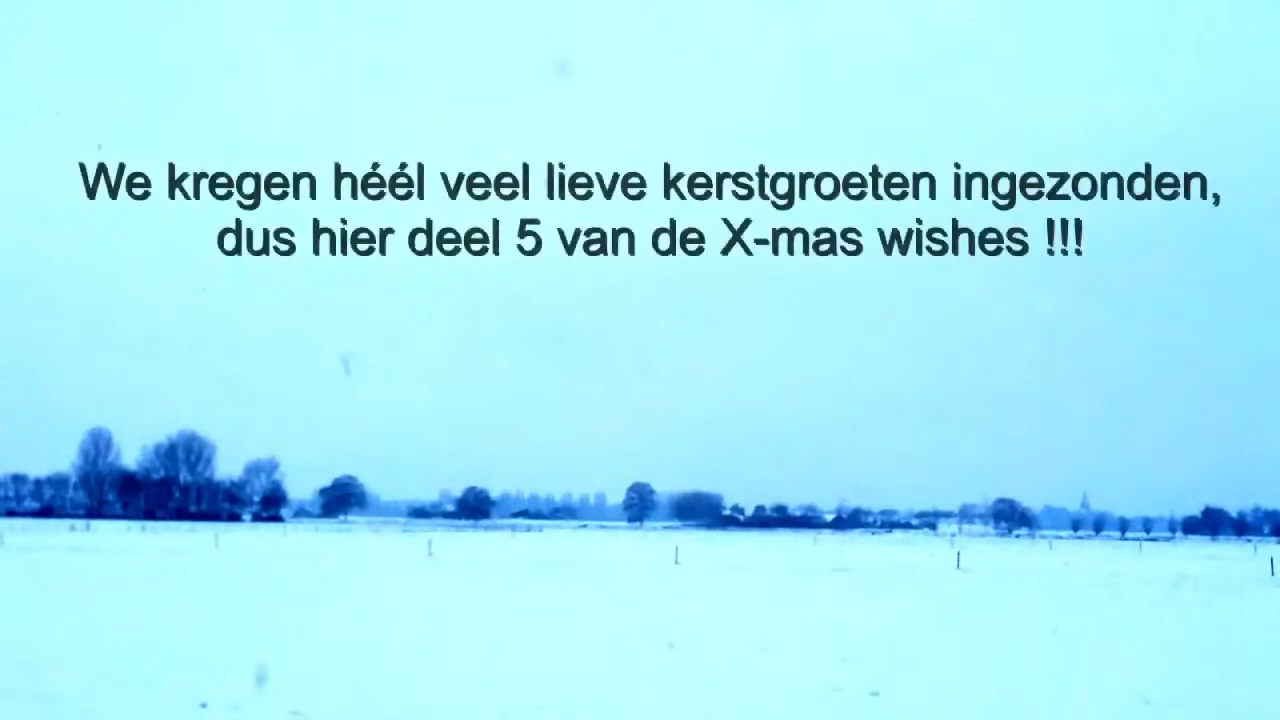 We kregen héél veel lieve kerstgroeten ingezonden,
dus hier deel 5 van de X-mas wishes !!!